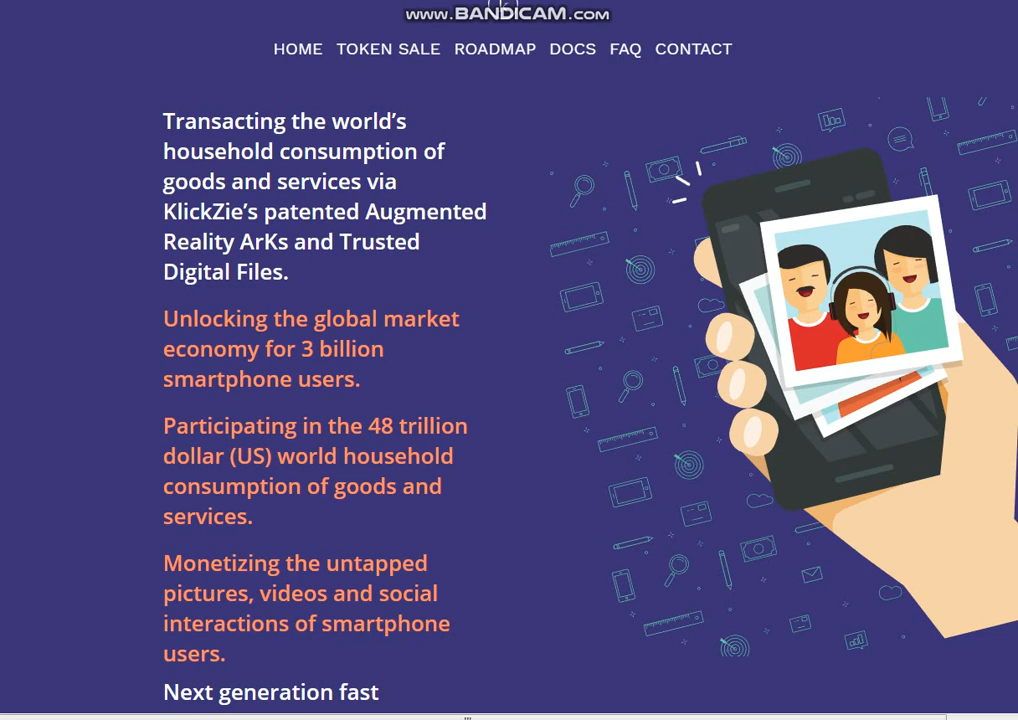 www.BANDICAM.com
HOME TOKEN SALE ROADMAP DOCS FAQ CONTACT
Transacting the world's
household consumption of
goods and services via
KlickZie's patented Augmented
Reality ArKs and Trusted
Digital Files.
Unlocking the global market
economy for 3 billion
smartphone users.
Participating in the 48 trillion
dollar (US) world household
consumption of goods and
services.
Monetizing the untapped
pictures, videos and social
interactions of smartphone
users.
Next generation fast